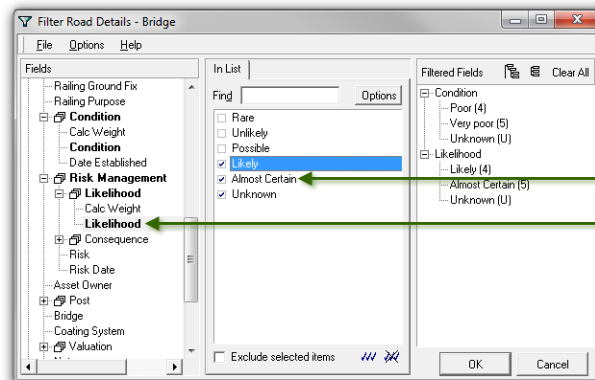 Filter Road Details - Bridge
File Options Help
Fields
Railing Ground Fix
Railing Purpose
Condition
Calc Weight
Condition
Date Established
Risk Management
Likelihood
Calc Weight
Likelihood
Consequence
Risk
Risk Date
Asset Owner
Post
Bridge
Coating System
Valuation
In List
Find
Options
Rare
Unlikely
Possible
Likely
Almost Certain
Unknown
Exclude selected items
Filtered Fields Clear All
Condition
Poor (4)
Very poor (5)
Unknown (U)
Likelihood
Likely (4)
Almost Certain (5)
Unknown (U)
OK Cancel